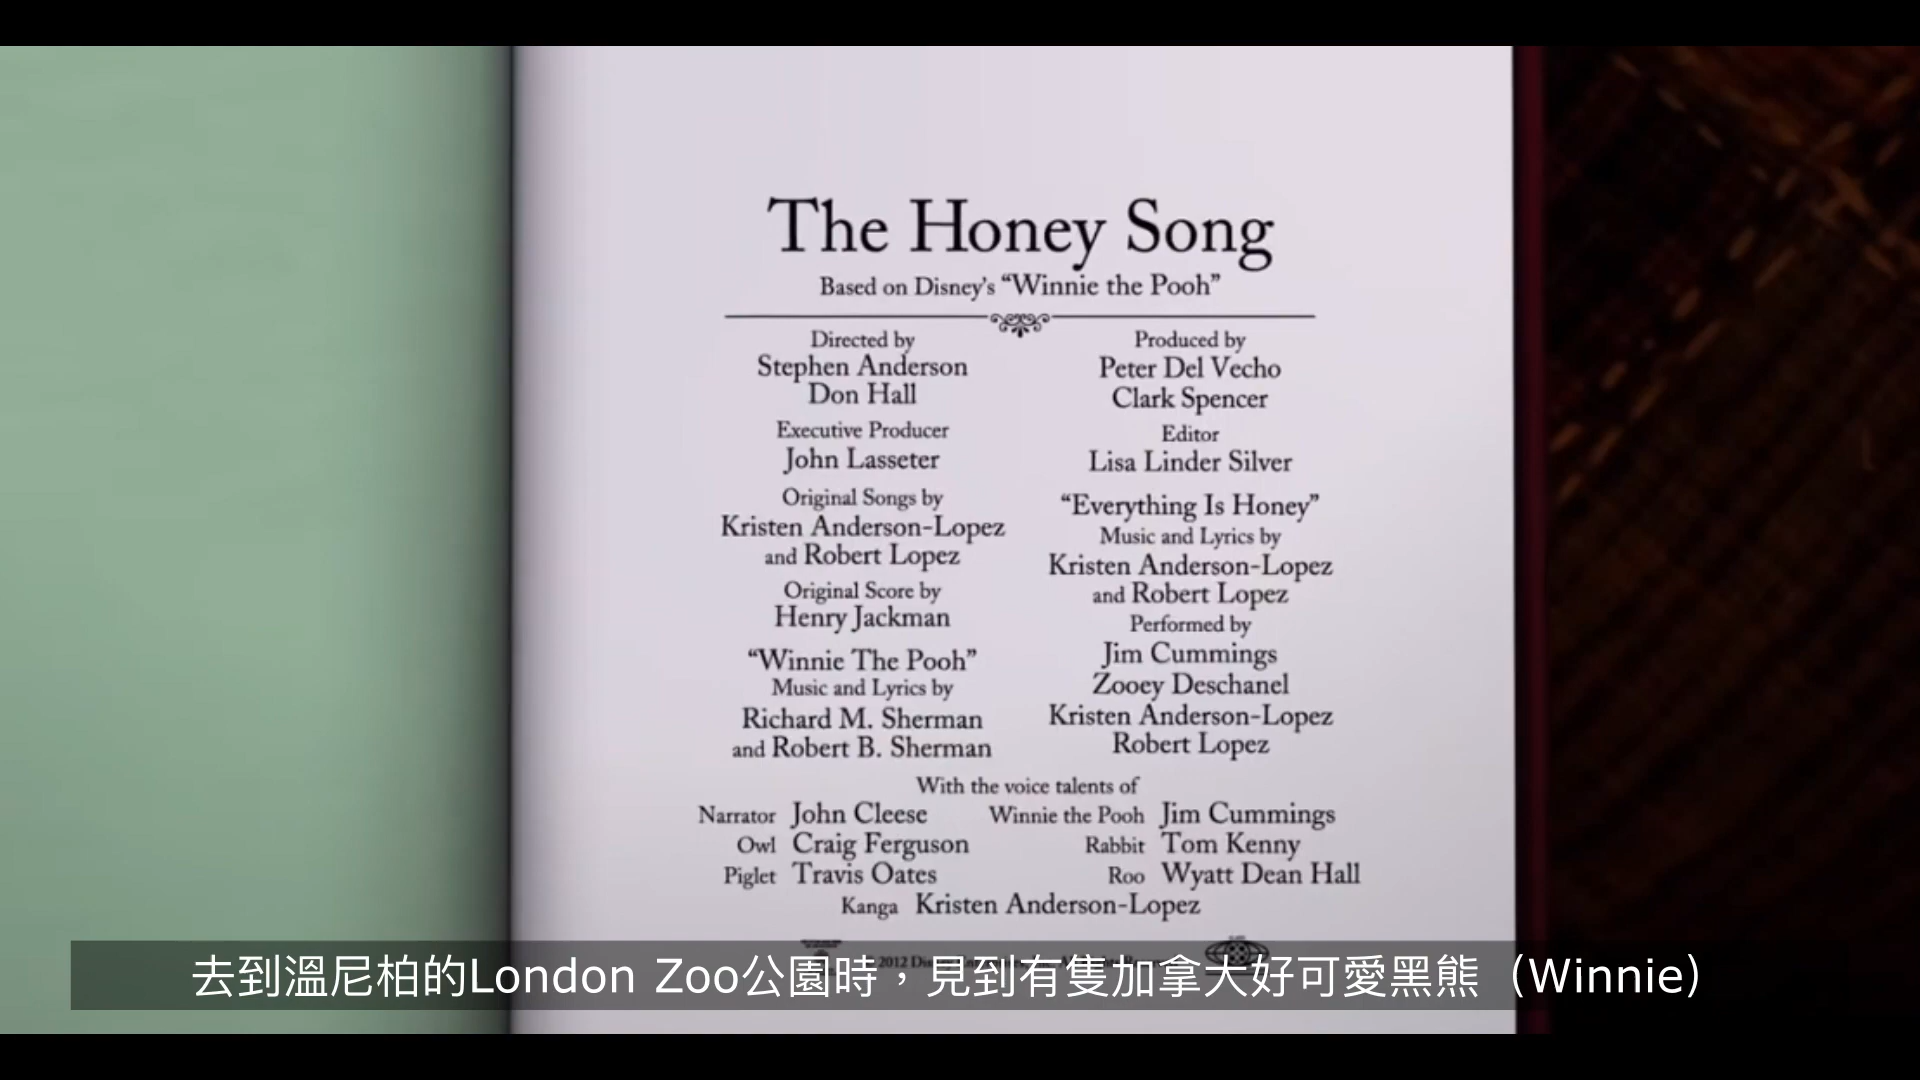 The Honey Song
Based on Disney's “Winnie the Pooh”
Directed by
Stephen Anderson
Don Hall
Executive Producer
John Lasseter
Original Songs by
Kristen Anderson-Lopez
and Robert Lopez
Original Score by
Henry Jackman
“Winnie The Pooh”
Music and Lyrics by
Richard M. Sherman
and Robert B. Sherman
Produced by
Peter Del Vecho
Clark Spencer
Editor
Lisa Linder Silver
“Everything Is Honey”
Music and Lyrics by
Kristen Anderson-Lopez
and Robert Lopez
Performed by
Jim Cummings
Zooey Deschanel
Kristen Anderson-Lopez
Robert Lopez
With the voice talents of
Narrator John Cleese Winnie the Pooh Jim Cummings
Owl Craig Ferguson Rabbit Tom Kenny
Piglet Travis Oates Roo Wyatt Dean Hall
Kanga Kristen Anderson-Lopez
2012
去到溫尼柏的London Zoo公園時，見到有隻加拿大好可愛黑熊（Winnie）